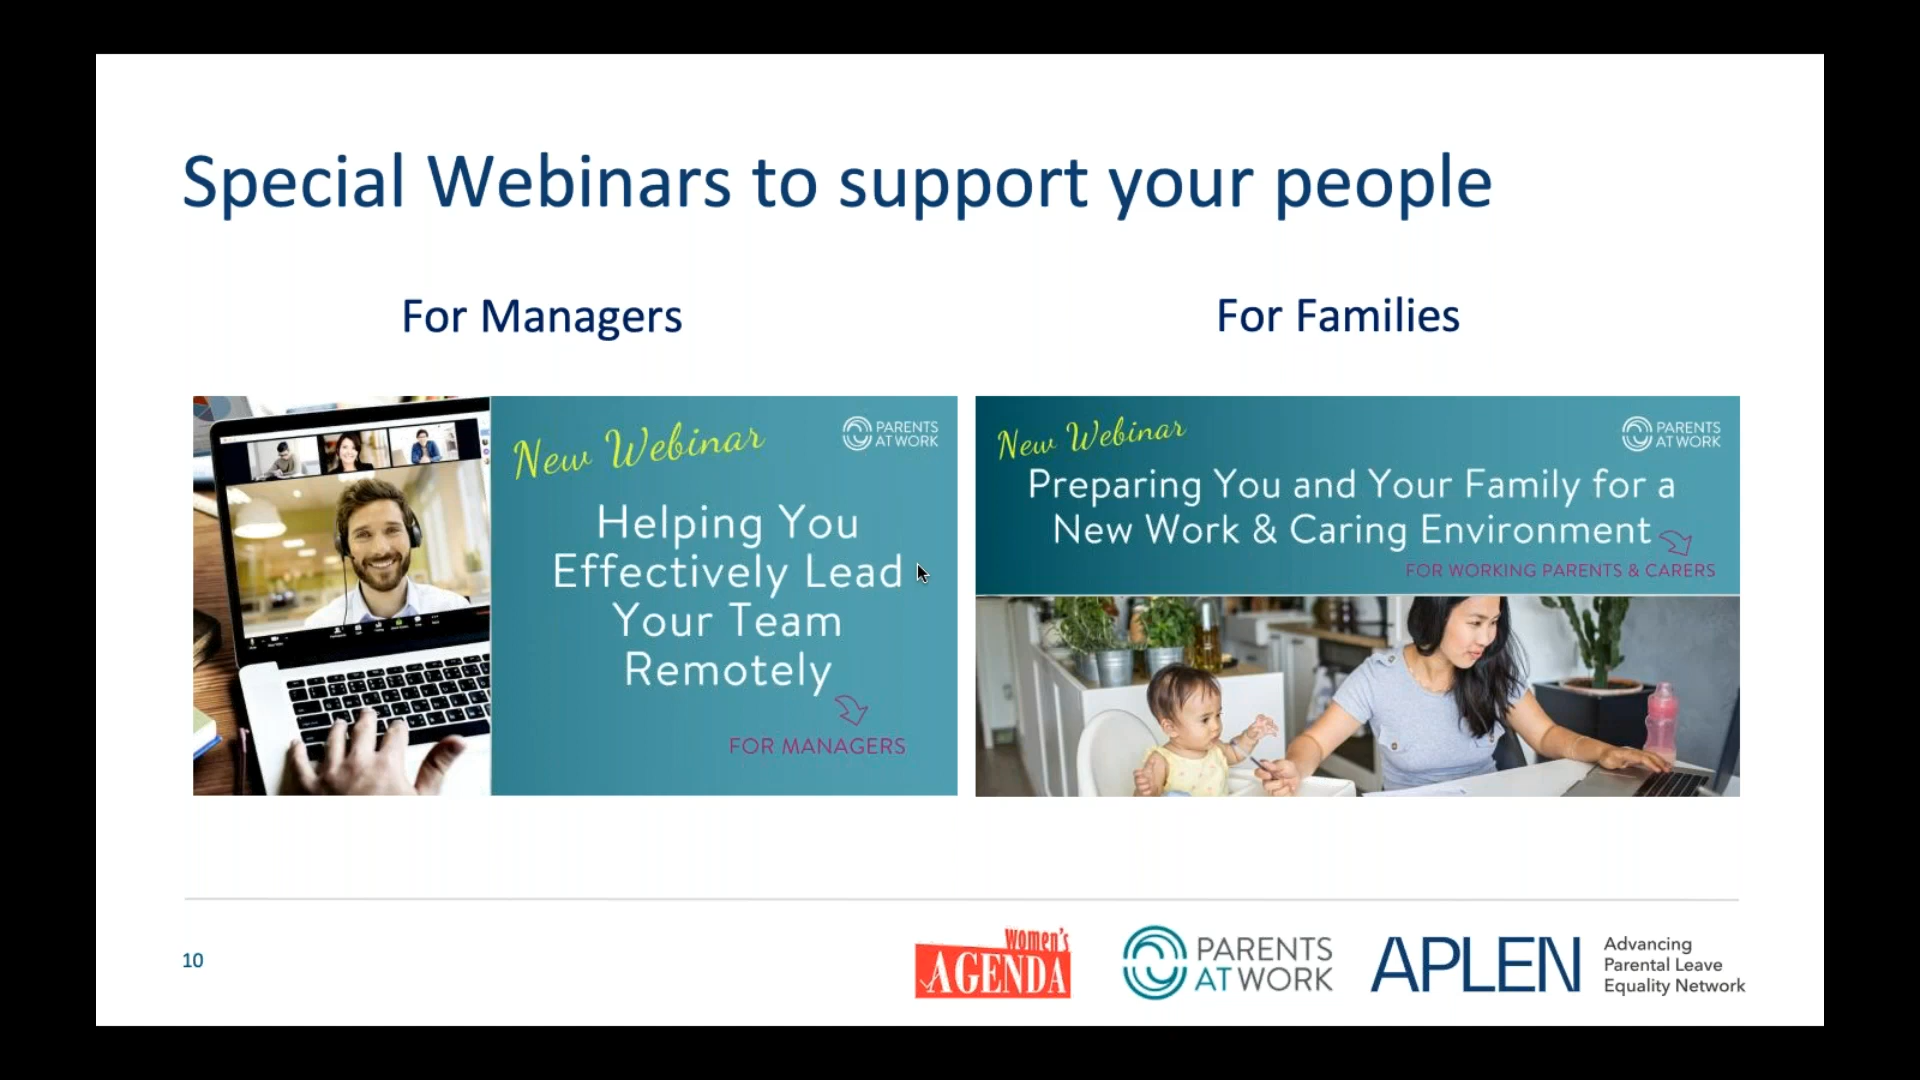 Special Webinars to support your people
For Managers
For Families
New Webinar
PARENTS
AT WORK
Helping You
Effectively Lead
Your Team
Remotely
FOR MANAGERS
New Webinar
PARENTS
AT WORK
Preparing You and Your Family for a
New Work & Caring Environment
FOR WORKING PARENTS & CARERS
10
women's
AGENDA
PARENTS
AT WORK
APLEN
Advancing
Parental Leave
Equality Network